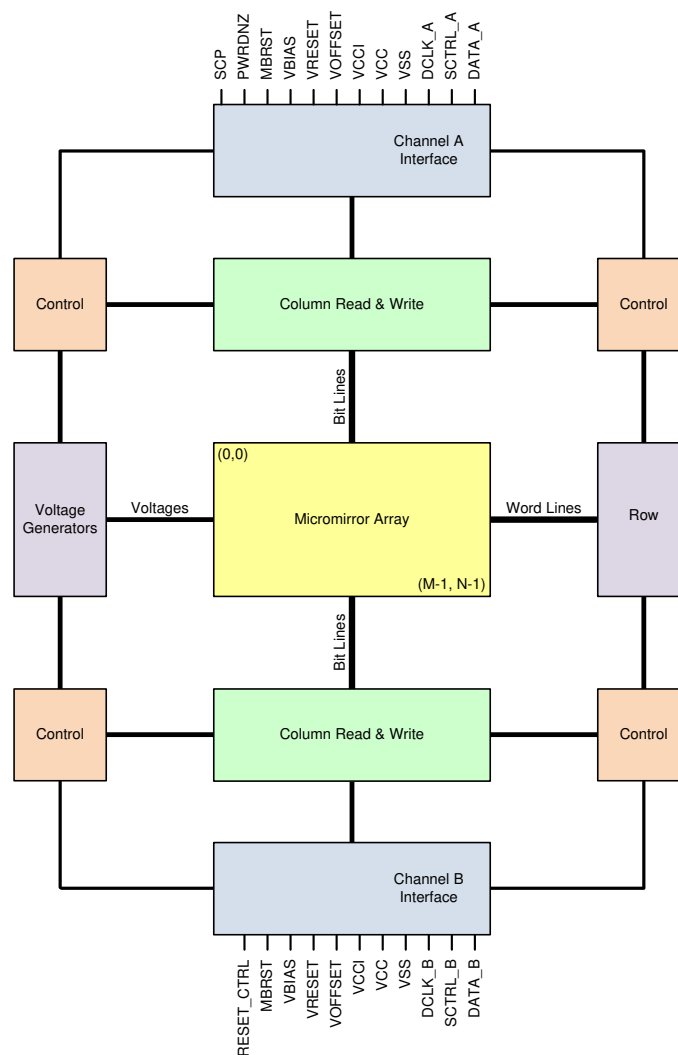 SCP
PWRDNZ
MBRST
VBIAS
VRESET
VOFFSET
VCCI
VCC
VSS
DCLK_A
SCTRL_A
DATA_A
Channel A
Interface
Control
Column Read & Write
Control
Bit Lines
(0,0)
Voltage
Generators
Voltages
Micromirror Array
Word Lines
Row
(M-1, N-1)
Bit Lines
Control
Column Read & Write
Control
Channel B
Interface
RESET_CTRL
MBRST
VBIAS
VRESET
VOFFSET
VCCI
VCC
VSS
DCLK_B
SCTRL_B
DATA_B